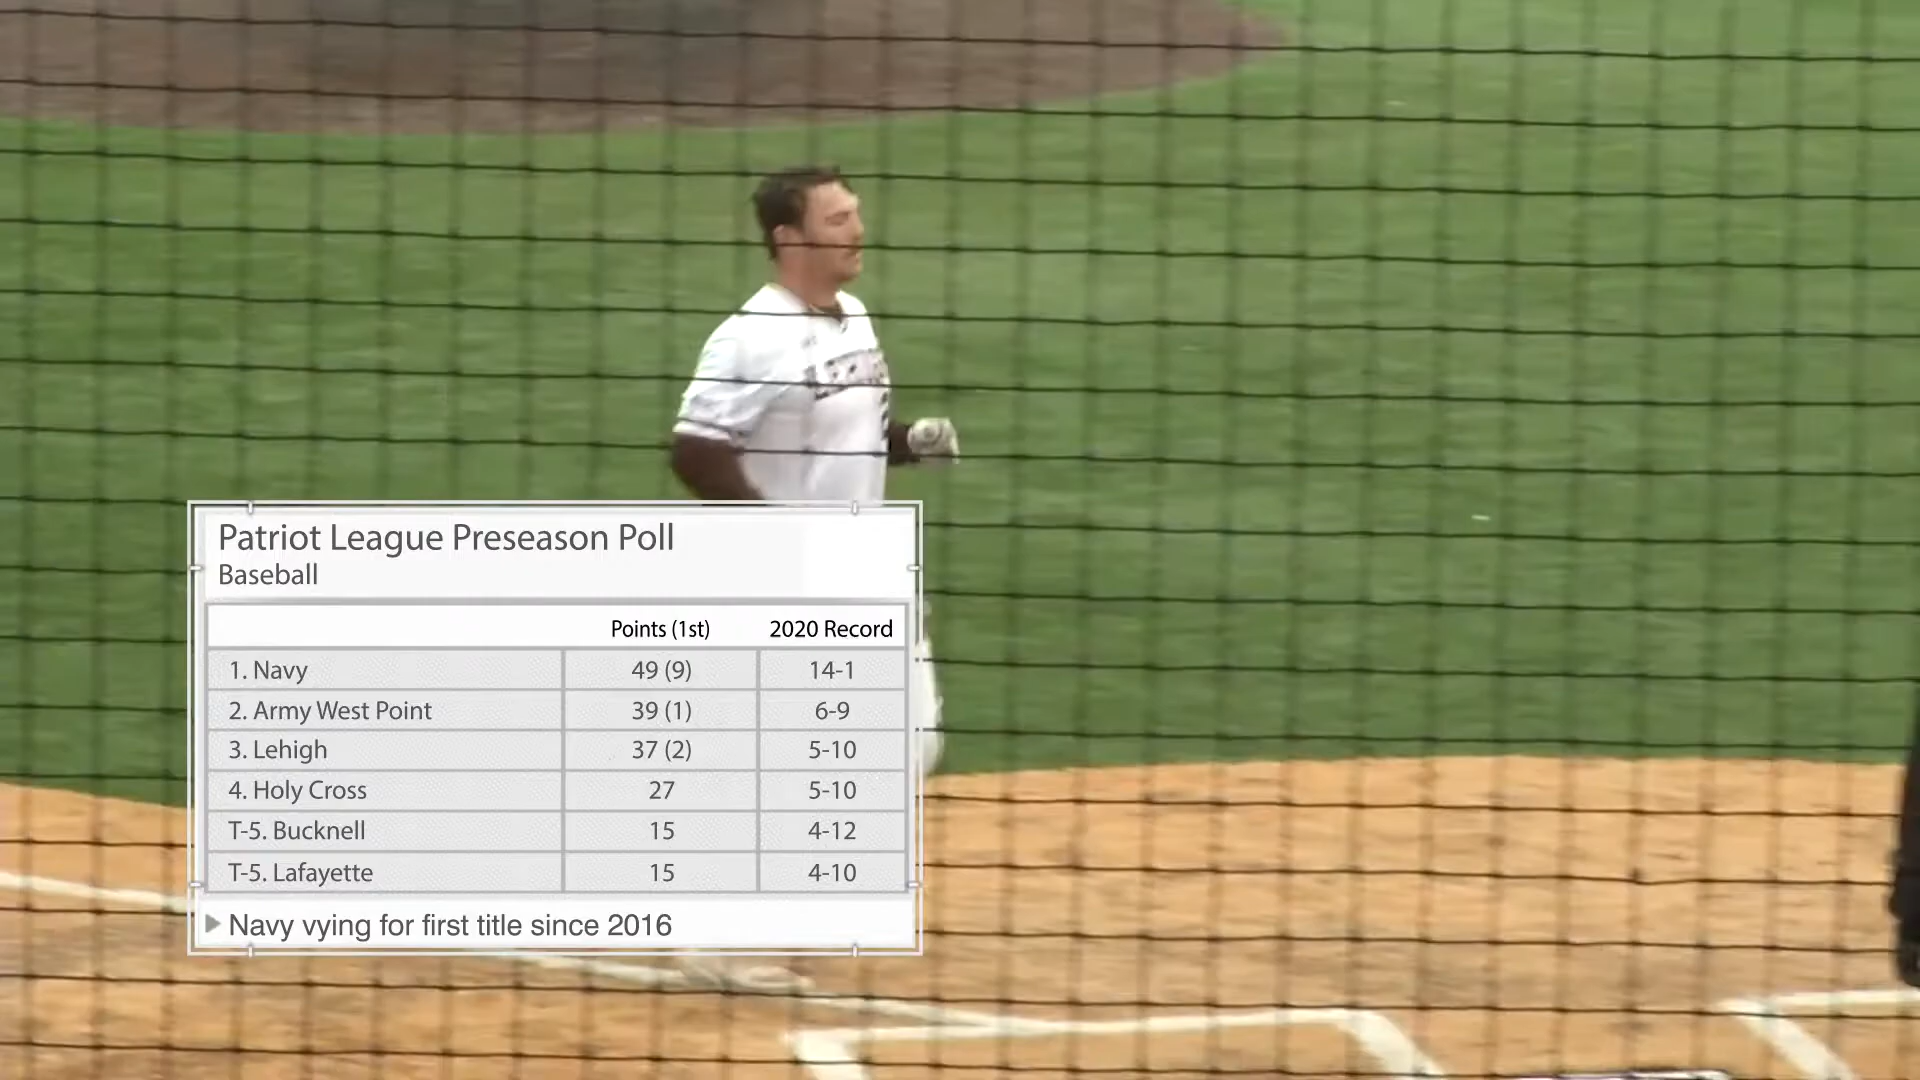 Patriot League Preseason Poll
Baseball
Points (1st) 2020 Record
1. Navy 49 (9) 14-1
2. Army West Point 39 (1) 6-9
3. Lehigh 37 (2) 5-10
4. Holy Cross 27 5-10
T-5. Bucknell 15 4-12
T-5. Lafayette 15 4-10
Navy vying for first title since 2016